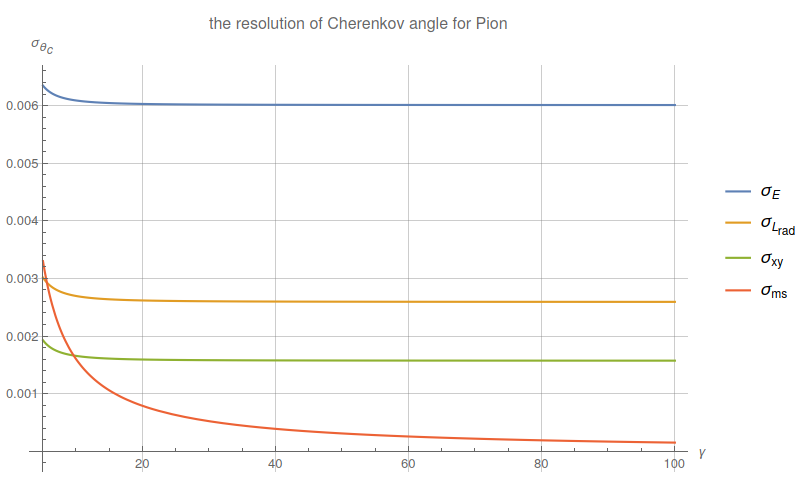 the resolution of Cherenkov angle for Pion
σθC
0.006
0.005
0.004
0.003
0.002
0.001
20 40 60 80 100
γ
σE
σLrad
σxy
σms